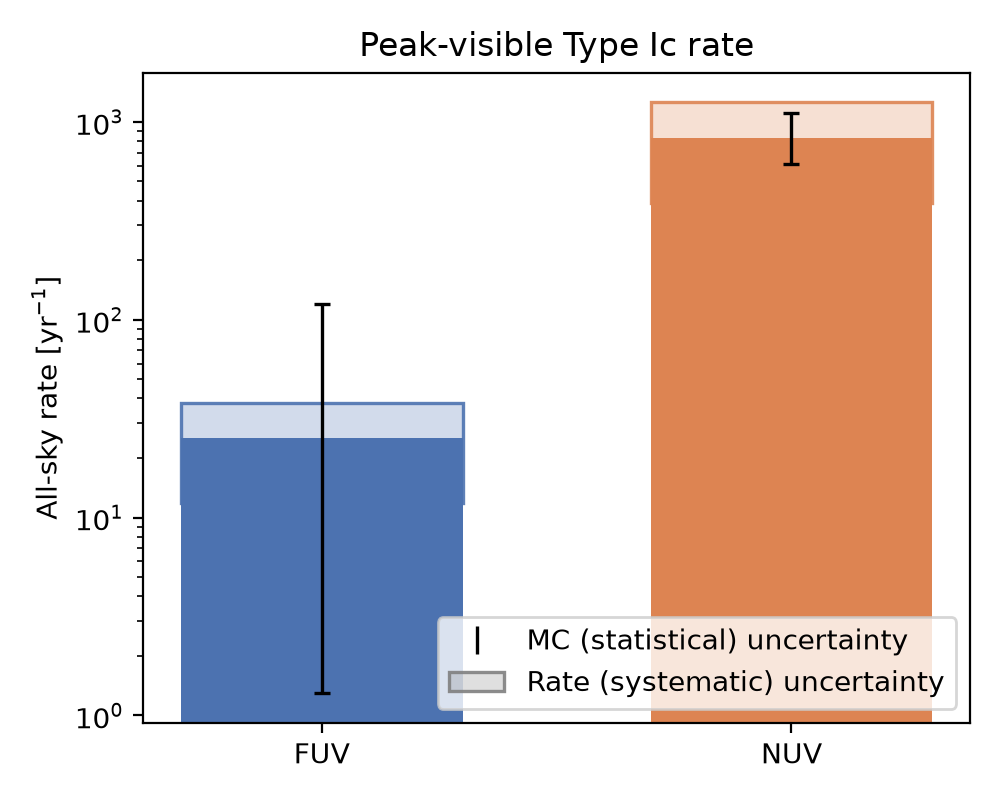 Peak-visible Type Ic rate
All-sky rate [yr⁻¹]
10³
10²
10¹
10⁰
MC (statistical) uncertainty
Rate (systematic) uncertainty
FUV
NUV